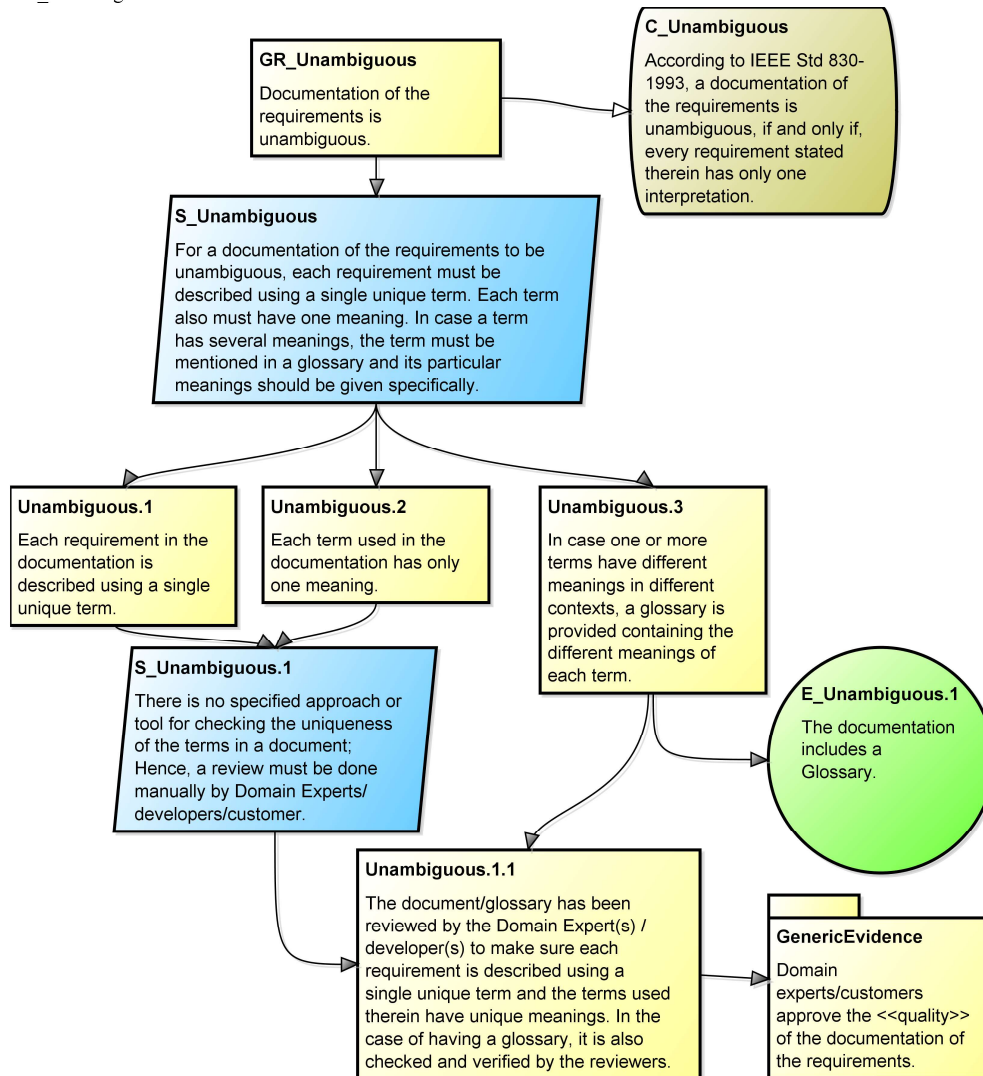 GR_Unambiguous
Documentation of the
requirements is
unambiguous.
C_Unambiguous
According to IEEE Std 830-
1993, a documentation of
the requirements is
unambiguous, if and only if,
every requirement stated
therein has only one
interpretation.
S_Unambiguous
For a documentation of the requirements to be
unambiguous, each requirement must be
described using a single unique term. Each term
also must have one meaning. In case a term
has several meanings, the term must be
mentioned in a glossary and its particular
meanings should be given specifically.
Unambiguous.1
Each requirement in the
documentation is
described using a single
unique term.
Unambiguous.2
Each term used in the
documentation has only
one meaning.
Unambiguous.3
In case one or more
terms have different
meanings in different
contexts, a glossary is
provided containing the
different meanings of
each term.
S_Unambiguous.1
There is no specified approach or
tool for checking the uniqueness
of the terms in a document;
Hence, a review must be done
manually by Domain Experts/
developers/customer.
E_Unambiguous.1
The documentation
includes a
Glossary.
Unambiguous.1.1
The document/glossary has been
reviewed by the Domain Expert(s) /
developer(s) to make sure each
requirement is described using a
single unique term and the terms used
therein have unique meanings. In the
case of having a glossary, it is also
checked and verified by the reviewers.
GenericEvidence
Domain
experts/customers
approve the <<quality>>
of the documentation of
the requirements.